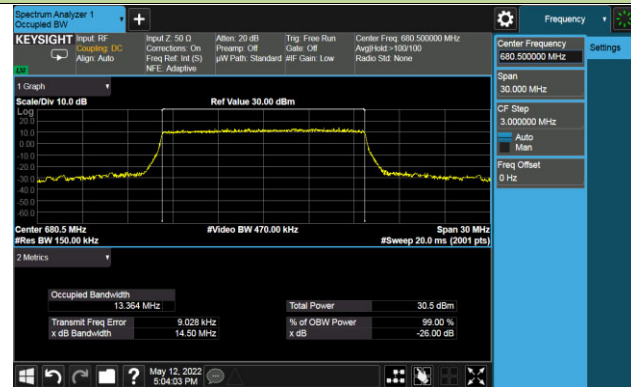 Spectrum Analyzer 1
Occupied BW
Frequency
KEYSIGHT
Input: RF
Coupling: DC
Align: Auto
Input Z: 50 Ω
Corrections: On
Freq Ref: Int (S)
NFE: Adaptive
Atten: 20 dB
Preamp: Off
µW Path: Standard
Trig: Free Run
Gate: Off
#IF Gain: Low
Center Freq: 680.500000 MHz
Avg|Hold:>100/100
Radio Std: None
LXI
Center Frequency
680.500000 MHz
Settings
Span
30.000 MHz
CF Step
3.000000 MHz
Auto
Man
Freq Offset
0 Hz
1 Graph
Scale/Div 10.0 dB
Ref Value 30.00 dBm
Log
20.0
10.0
0.00
-10.0
-20.0
-30.0
-40.0
-50.0
-60.0
Center 680.5 MHz
#Video BW 470.00 kHz
Span 30 MHz
#Res BW 150.00 kHz
#Sweep 20.0 ms (2001 pts)
2 Metrics
Occupied Bandwidth
13.364 MHz
Total Power
30.5 dBm
Transmit Freq Error
9.028 kHz
% of OBW Power
99.00 %
x dB Bandwidth
14.50 MHz
x dB
-26.00 dB
May 12, 2022
5:04:03 PM